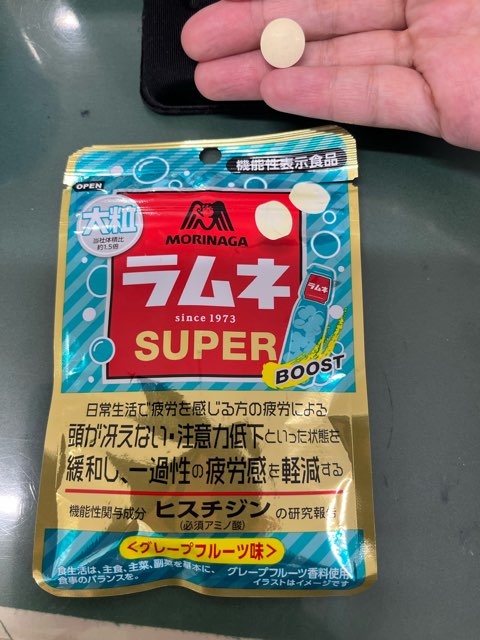 機能性表示食品
OPEN
大粒
当社体積比
約1.5倍
MORINAGA
ラムネ
since 1973
SUPER
ラムネ
BOOST
日常生活で疲労を感じる方の疲労による
頭が冴えない・注意力低下といった状態を
緩和し、一過性の疲労感を軽減する
機能性関与成分 ヒスチジン の研究報告
(必須アミノ酸)
<グレープフルーツ味>
食生活は、主食、主菜、副菜を基本に、
食事のバランスを。
グレープフルーツ香料使用
イラストはイメージです